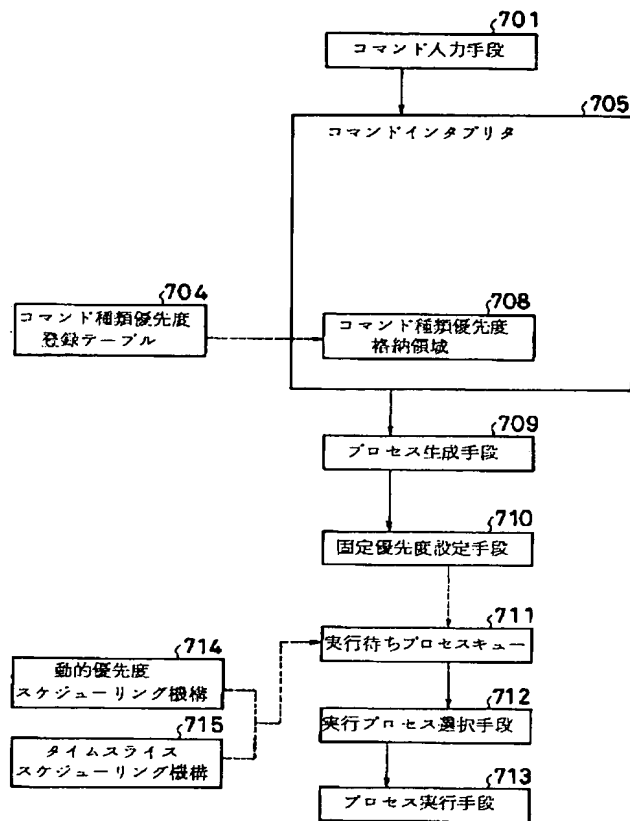 701
コマンド人力手段
705
コマンドインタプリタ
704
コマンド種類優先度
登録テーブル
708
コマンド種類優先度
格納領域
709
プロセス生成手段
710
固定優先度設定手段
711
実行待ちプロセスキュー
714
動的優先度
スケジューリング機構
715
タイムスライス
スケジューリング機構
712
実行プロセス選択手段
713
プロセス実行手段